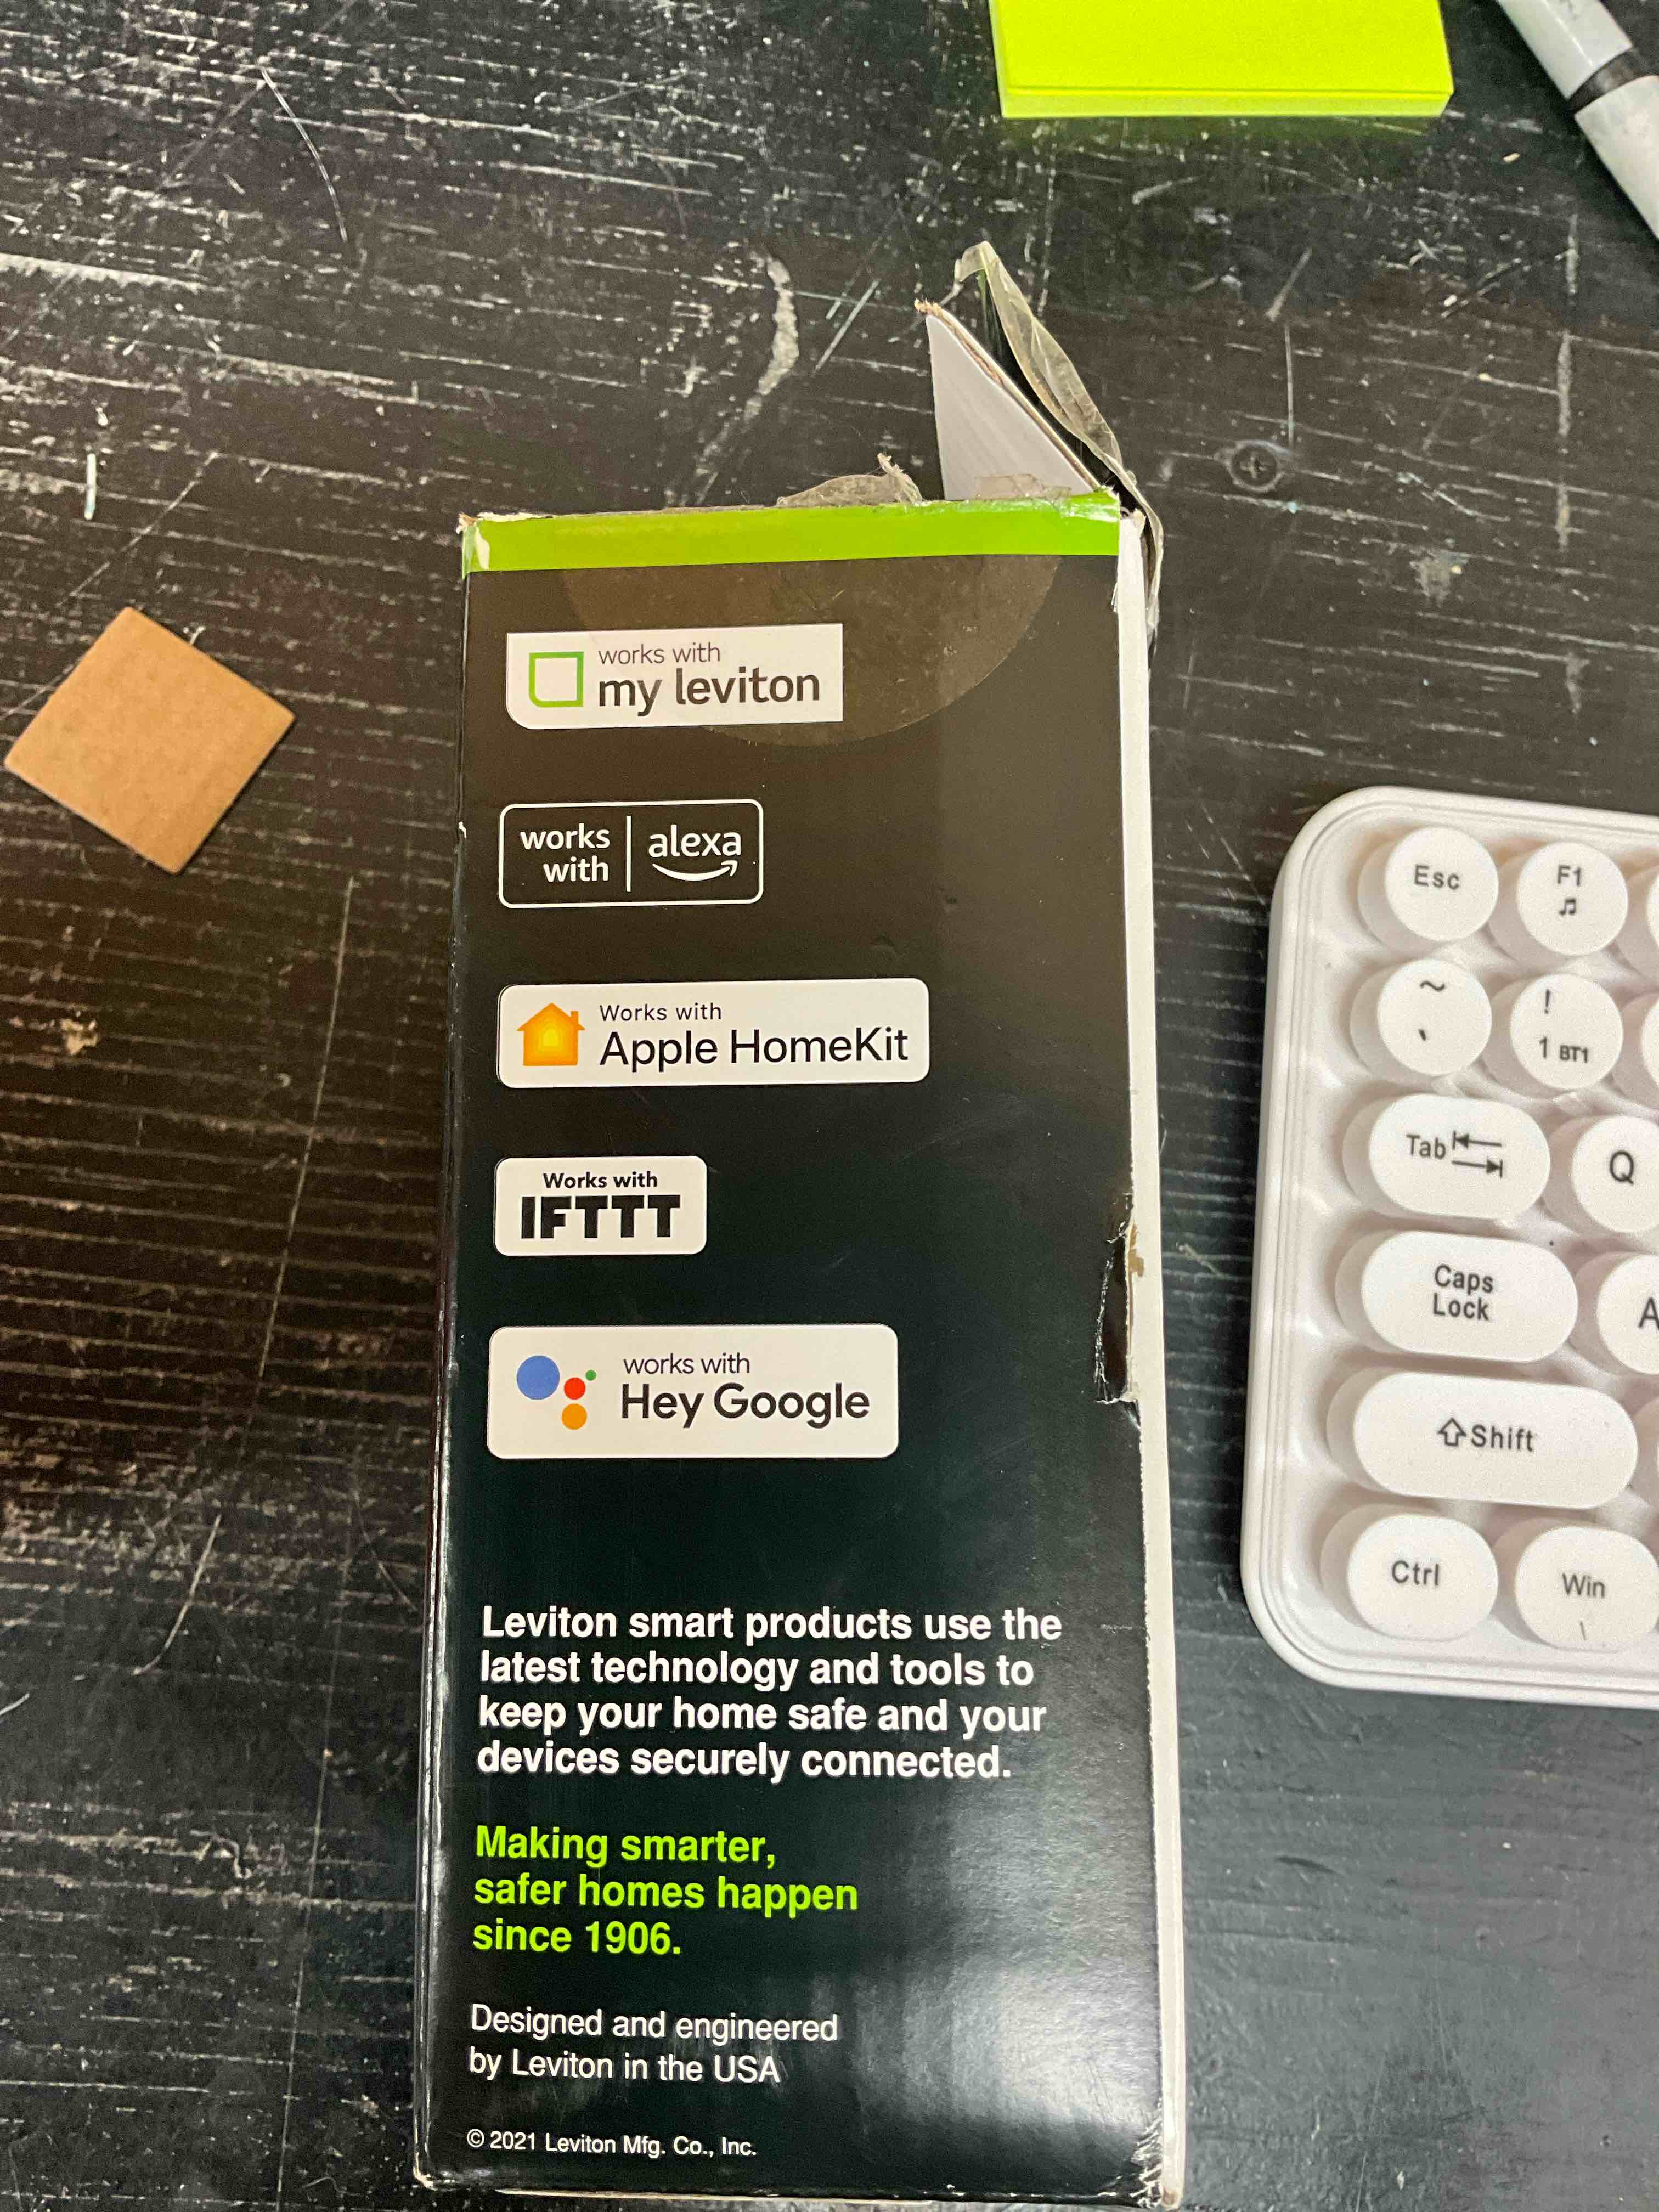 works with
my leviton
works with
alexa
Works with
Apple HomeKit
Works with
IFTTT
works with
Hey Google
Leviton smart products use the
latest technology and tools to
keep your home safe and your
devices securely connected.
Making smarter,
safer homes happen
since 1906.
Designed and engineered
by Leviton in the USA
© 2021 Leviton Mfg. Co., Inc.
Esc
F1
~
!
1 BT1
Tab
Q
Caps
Lock
A
Shift
Ctrl
Win
\